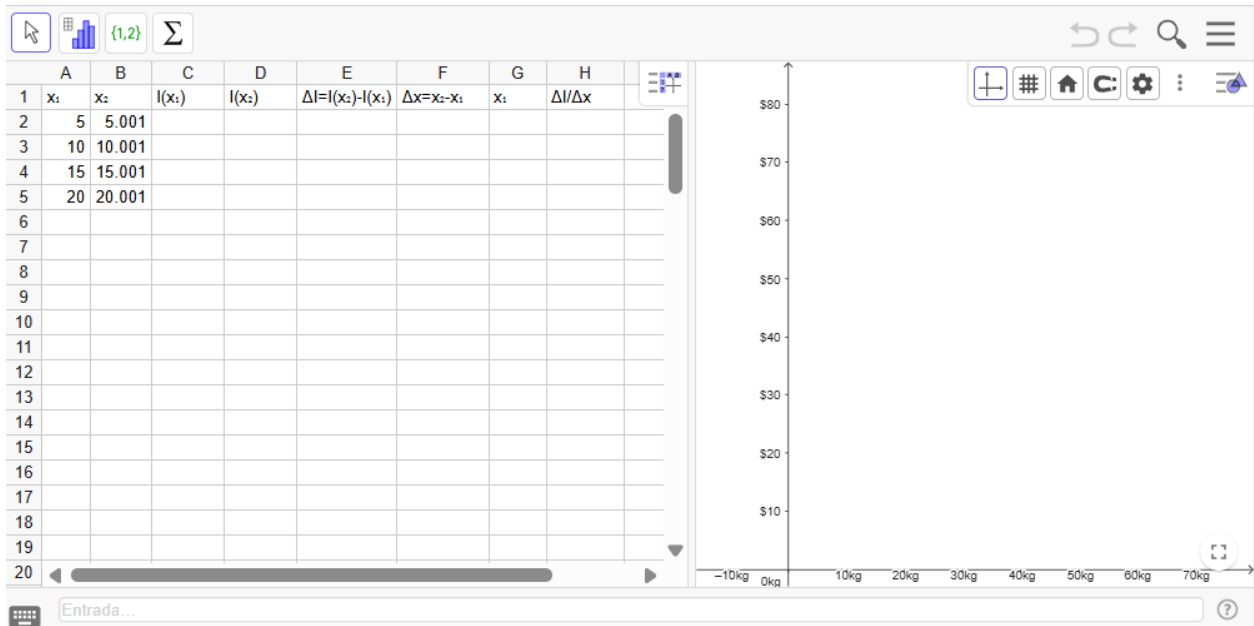 {1,2} Σ
A B C D E F G H
1 x₁ x₂ I(x₁) I(x₂) ΔI=I(x₂)-I(x₁) Δx=x₂-x₁ x₁ ΔI/Δx
2 5 5.001
3 10 10.001
4 15 15.001
5 20 20.001
6
7
8
9
10
11
12
13
14
15
16
17
18
19
20
$80
$70
$60
$50
$40
$30
$20
$10
–10kg 0kg 10kg 20kg 30kg 40kg 50kg 60kg 70kg
Entrada...